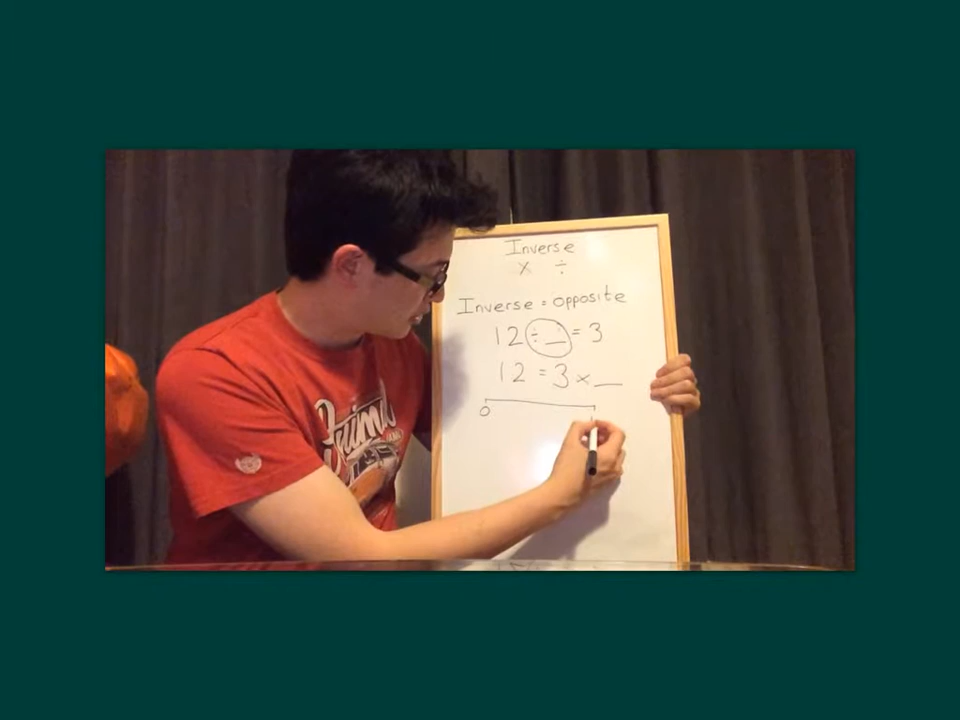 Inverse
× ÷
Inverse = opposite
12 ÷ _ = 3
12 = 3 × _
0